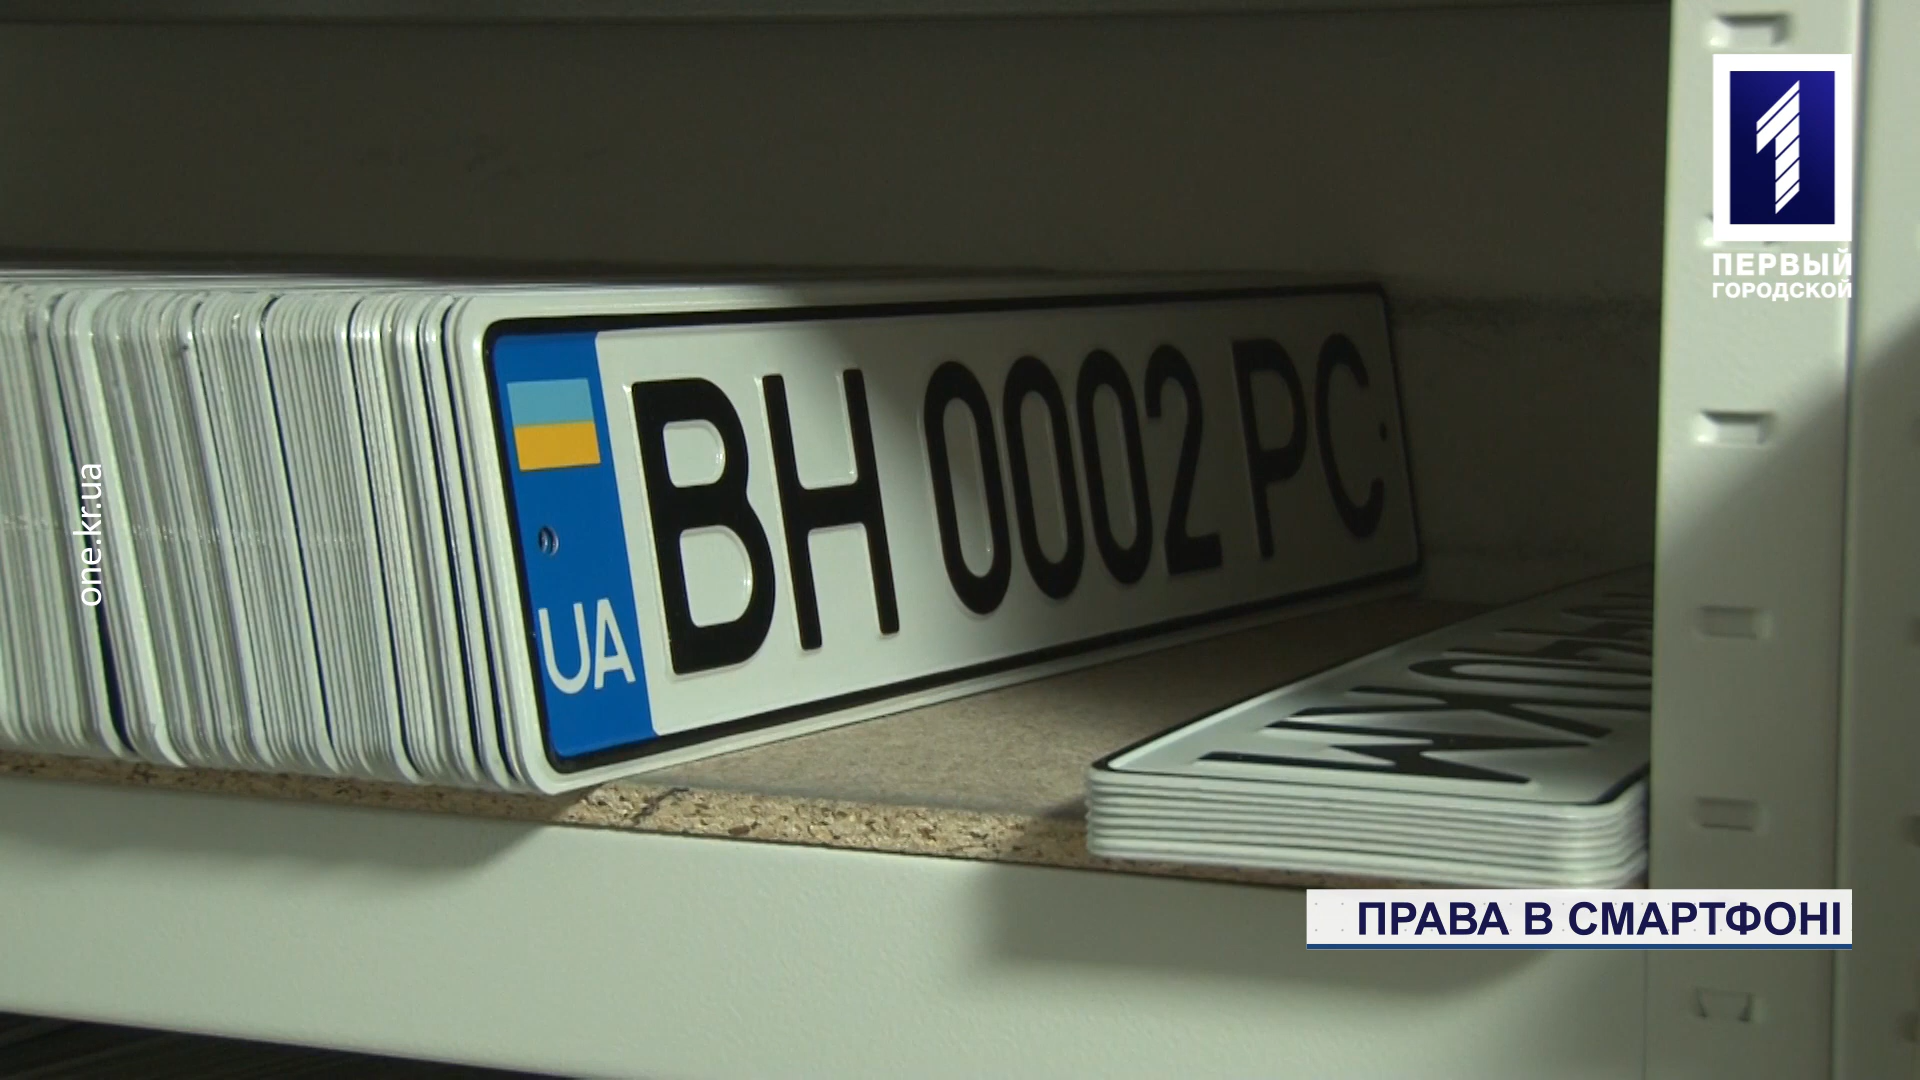 ПЕРВЫЙ
ГОРОДСКОЙ
one.kr.ua
UA
BH 0002 PC
ПРАВА В СМАРТФОНІ